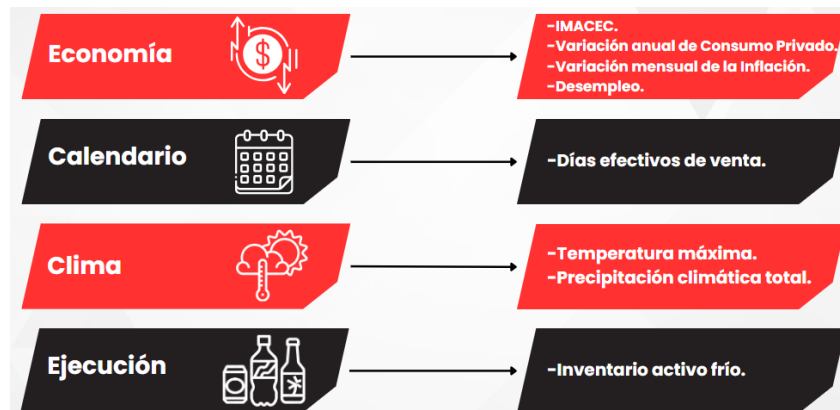 Economía
-IMACEC.
-Variación anual de Consumo Privado.
-Variación mensual de la Inflación.
-Desempleo.
Calendario
-Días efectivos de venta.
Clima
-Temperatura máxima.
-Precipitación climática total.
Ejecución
-Inventario activo frío.